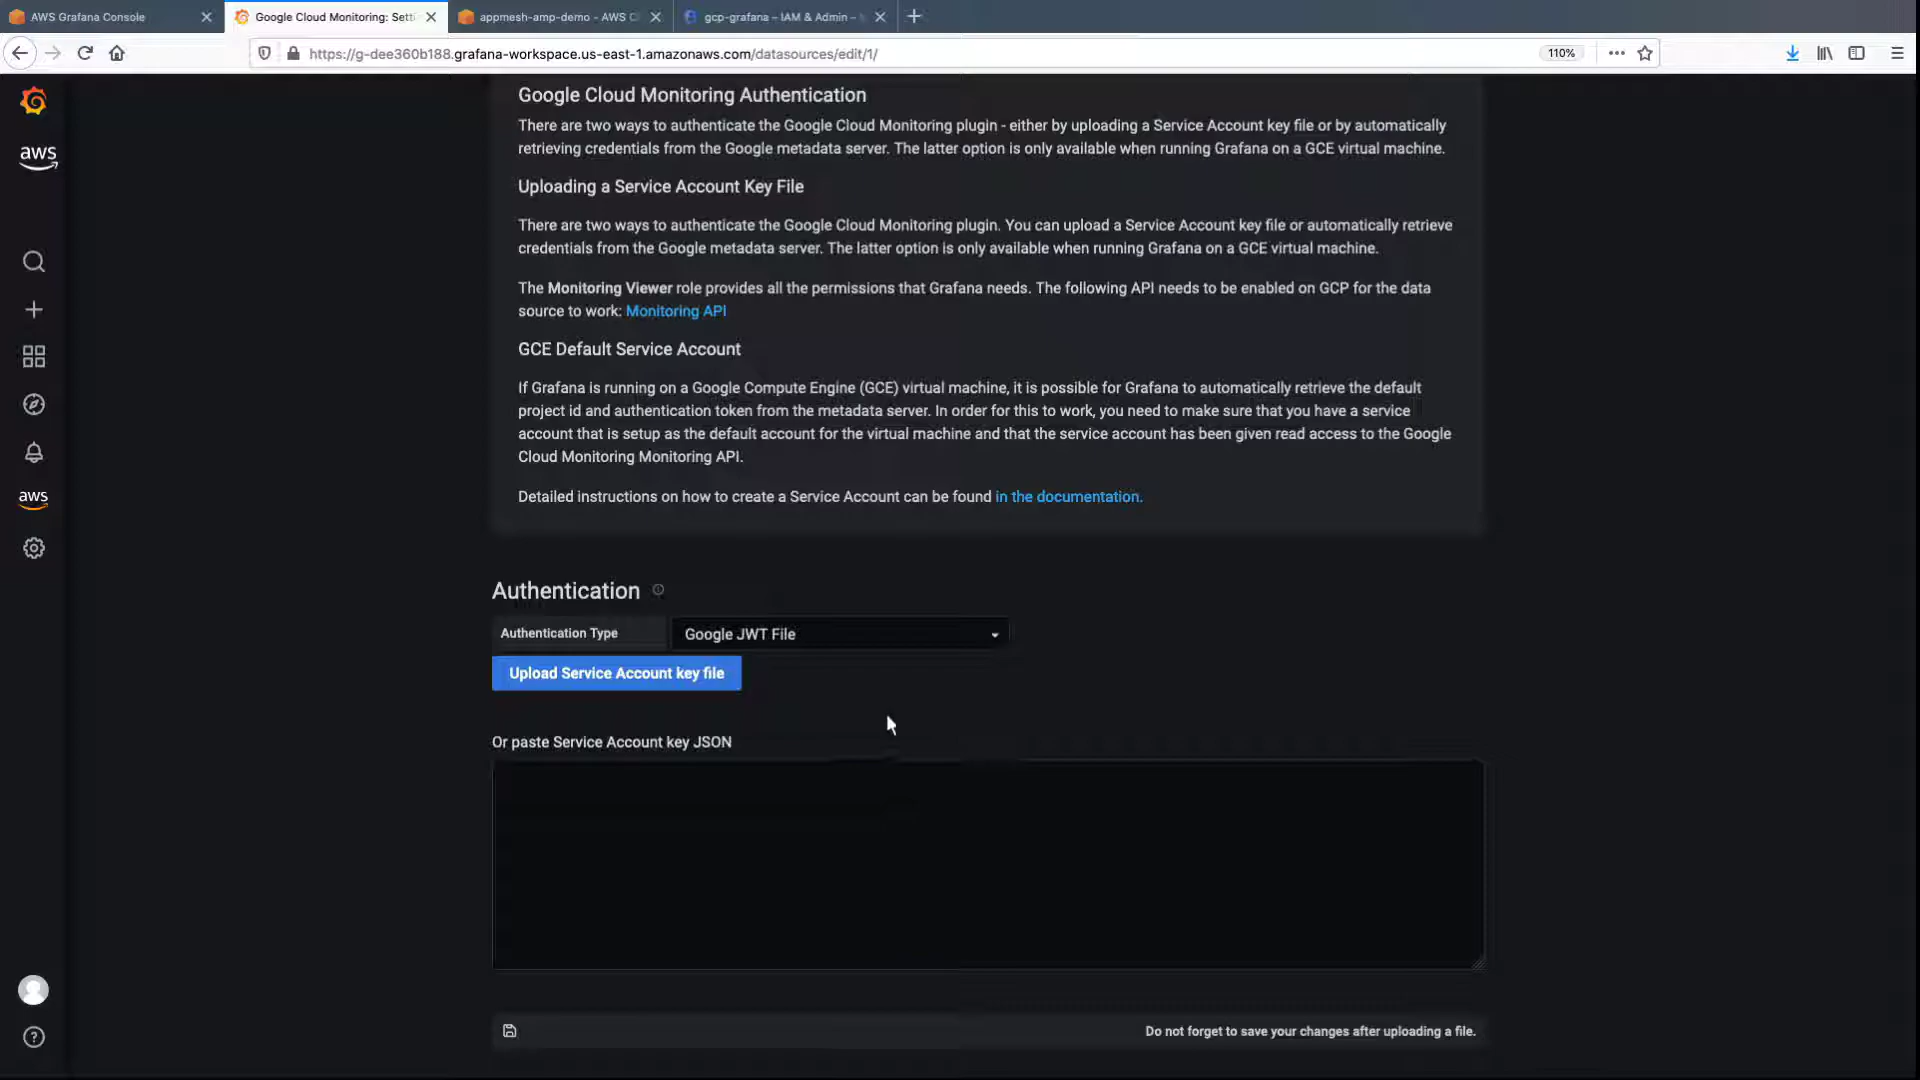 AWS Grafana Console
Google Cloud Monitoring: Setti
appmesh-amp-demo - AWS C
gcp-grafana – IAM & Admin –
https://g-dee360b188.grafana-workspace.us-east-1.amazonaws.com/datasources/edit/1/
110%
aws
aws
Google Cloud Monitoring Authentication
There are two ways to authenticate the Google Cloud Monitoring plugin - either by uploading a Service Account key file or by automatically
retrieving credentials from the Google metadata server. The latter option is only available when running Grafana on a GCE virtual machine.
Uploading a Service Account Key File
There are two ways to authenticate the Google Cloud Monitoring plugin. You can upload a Service Account key file or automatically retrieve
credentials from the Google metadata server. The latter option is only available when running Grafana on a GCE virtual machine.
The Monitoring Viewer role provides all the permissions that Grafana needs. The following API needs to be enabled on GCP for the data
source to work: Monitoring API
GCE Default Service Account
If Grafana is running on a Google Compute Engine (GCE) virtual machine, it is possible for Grafana to automatically retrieve the default
project id and authentication token from the metadata server. In order for this to work, you need to make sure that you have a service
account that is setup as the default account for the virtual machine and that the service account has been given read access to the Google
Cloud Monitoring Monitoring API.
Detailed instructions on how to create a Service Account can be found in the documentation.
Authentication
Authentication Type
Google JWT File
Upload Service Account key file
Or paste Service Account key JSON
Do not forget to save your changes after uploading a file.